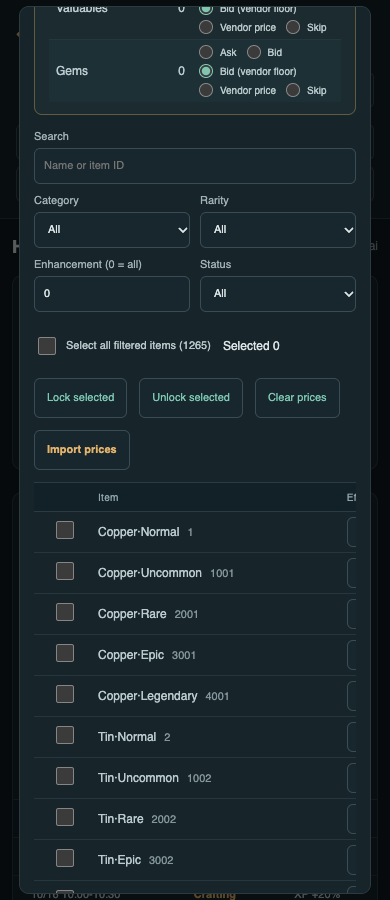 Valuables 0 Bid (vendor floor)
Vendor price Skip
Ask Bid
Gems 0 Bid (vendor floor)
Vendor price Skip
Search
Name or item ID
Category Rarity
All All
Enhancement (0 = all) Status
0 All
Select all filtered items (1265) Selected 0
Lock selected Unlock selected Clear prices
Import prices
Item
Copper·Normal 1
Copper·Uncommon 1001
Copper·Rare 2001
Copper·Epic 3001
Copper·Legendary 4001
Tin·Normal 2
Tin·Uncommon 1002
Tin·Rare 2002
Tin·Epic 3002
Crafting XP +20%